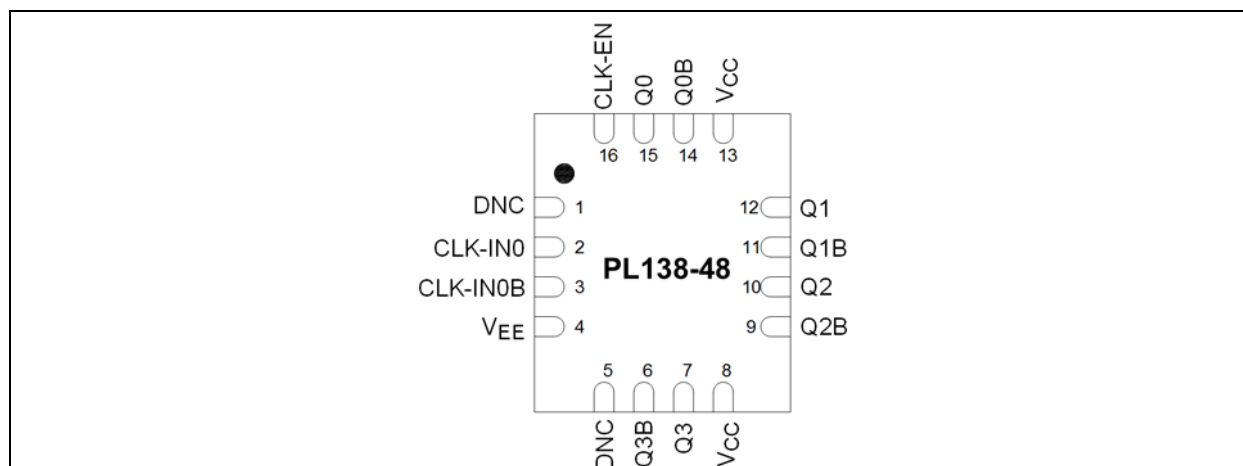 CLK-EN
Q0
Q0B
VCC
16 15 14 13
DNC 1
12 Q1
CLK-IN0 2
11 Q1B
PL138-48
CLK-IN0B 3
10 Q2
VEE 4
9 Q2B
5 6 7 8
DNC
Q3B
Q3
VCC